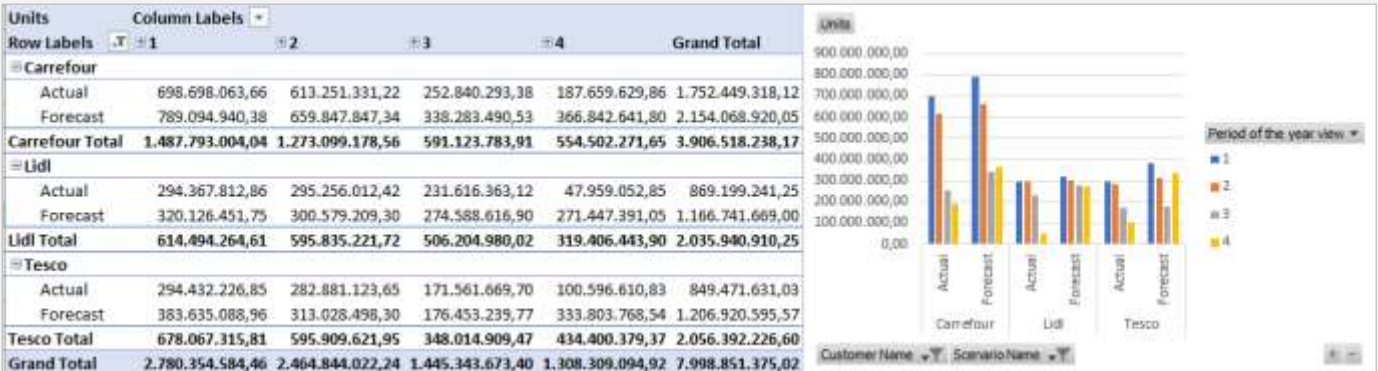 Units Column Labels
Row Labels 1 2 3 4 Grand Total
Carrefour
Actual 698.698.063,66 613.251.331,22 252.840.293,38 187.659.629,86 1.752.449.318,12
Forecast 789.094.940,38 659.847.847,34 338.283.490,53 366.842.641,80 2.154.068.920,05
Carrefour Total 1.487.793.004,04 1.273.099.178,56 591.123.783,91 554.502.271,65 3.906.518.238,17
Lidl
Actual 294.367.812,86 295.256.012,42 231.616.363,12 47.959.052,85 869.199.241,25
Forecast 320.126.451,75 300.579.209,30 274.588.616,90 271.447.391,05 1.166.741.669,00
Lidl Total 614.494.264,61 595.835.221,72 506.204.980,02 319.406.443,90 2.035.940.910,25
Tesco
Actual 294.432.226,85 282.881.123,65 171.561.669,70 100.596.610,83 849.471.631,03
Forecast 383.635.088,96 313.028.498,30 176.453.239,77 333.803.768,54 1.206.920.595,57
Tesco Total 678.067.315,81 595.909.621,95 348.014.909,47 434.400.379,37 2.056.392.226,60
Grand Total 2.780.354.584,46 2.464.844.022,24 1.445.343.673,40 1.308.309.094,92 7.998.851.375,02
Units
900.000.000,00
800.000.000,00
700.000.000,00
600.000.000,00
500.000.000,00
400.000.000,00
300.000.000,00
200.000.000,00
100.000.000,00
0,00
Actual Forecast Actual Forecast Actual Forecast
Carrefour Lidl Tesco
Period of the year view
1
2
3
4
Customer Name Scenario Name + -